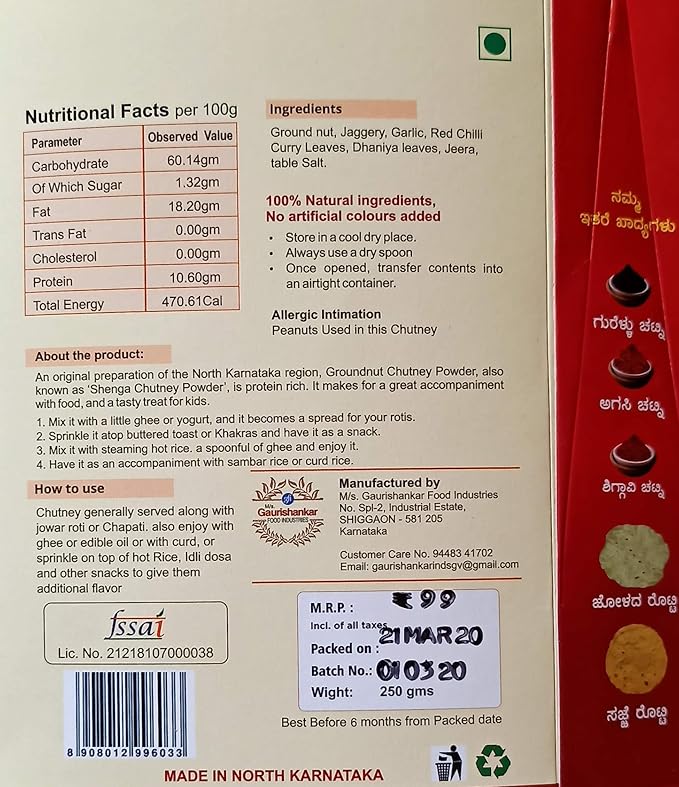 Nutritional Facts per 100g
Parameter Observed Value
Carbohydrate 60.14gm
Of Which Sugar 1.32gm
Fat 18.20gm
Trans Fat 0.00gm
Cholesterol 0.00gm
Protein 10.60gm
Total Energy 470.61Cal
Ingredients
Ground nut, Jaggery, Garlic, Red Chilli
Curry Leaves, Dhaniya leaves, Jeera,
table Salt.
100% Natural ingredients,
No artificial colours added
• Store in a cool dry place.
• Always use a dry spoon
• Once opened, transfer contents into
an airtight container.
Allergic Intimation
Peanuts Used in this Chutney
About the product:
An original preparation of the North Karnataka region, Groundnut Chutney Powder, also
known as 'Shenga Chutney Powder', is protein rich. It makes for a great accompaniment
with food, and a tasty treat for kids.
1. Mix it with a little ghee or yogurt, and it becomes a spread for your rotis.
2. Sprinkle it atop buttered toast or Khakras and have it as a snack.
3. Mix it with steaming hot rice. a spoonful of ghee and enjoy it.
4. Have it as an accompaniment with sambar rice or curd rice.
How to use
Chutney generally served along with
jowar roti or Chapati. also enjoy with
ghee or edible oil or with curd, or
sprinkle on top of hot Rice, Idli dosa
and other snacks to give them
additional flavor
M/s.
Gaurishankar
FOOD INDUSTRIES
Manufactured by
M/s. Gaurishankar Food Industries
No. Spl-2, Industrial Estate,
SHIGGAON - 581 205
Karnataka
Customer Care No. 94483 41702
Email: gaurishankarindsgv@gmail.com
fssai
Lic. No. 21218107000038
M.R.P. : ₹99
Incl. of all taxes
Packed on : 21 MAR 20
Batch No.: 010320
Wight: 250 gms
Best Before 6 months from Packed date
8 908012 996033
MADE IN NORTH KARNATAKA
ನಮ್ಮ
ಇತರೆ ಖಾದ್ಯಗಳು
ಗುರೆಳ್ಳು ಚಟ್ನಿ
ಅಗಸಿ ಚಟ್ನಿ
ಶಿಗ್ಗಾವಿ ಚಟ್ನಿ
ಜೋಳದ ರೊಟ್ಟಿ
ಸಜ್ಜೆ ರೊಟ್ಟಿ